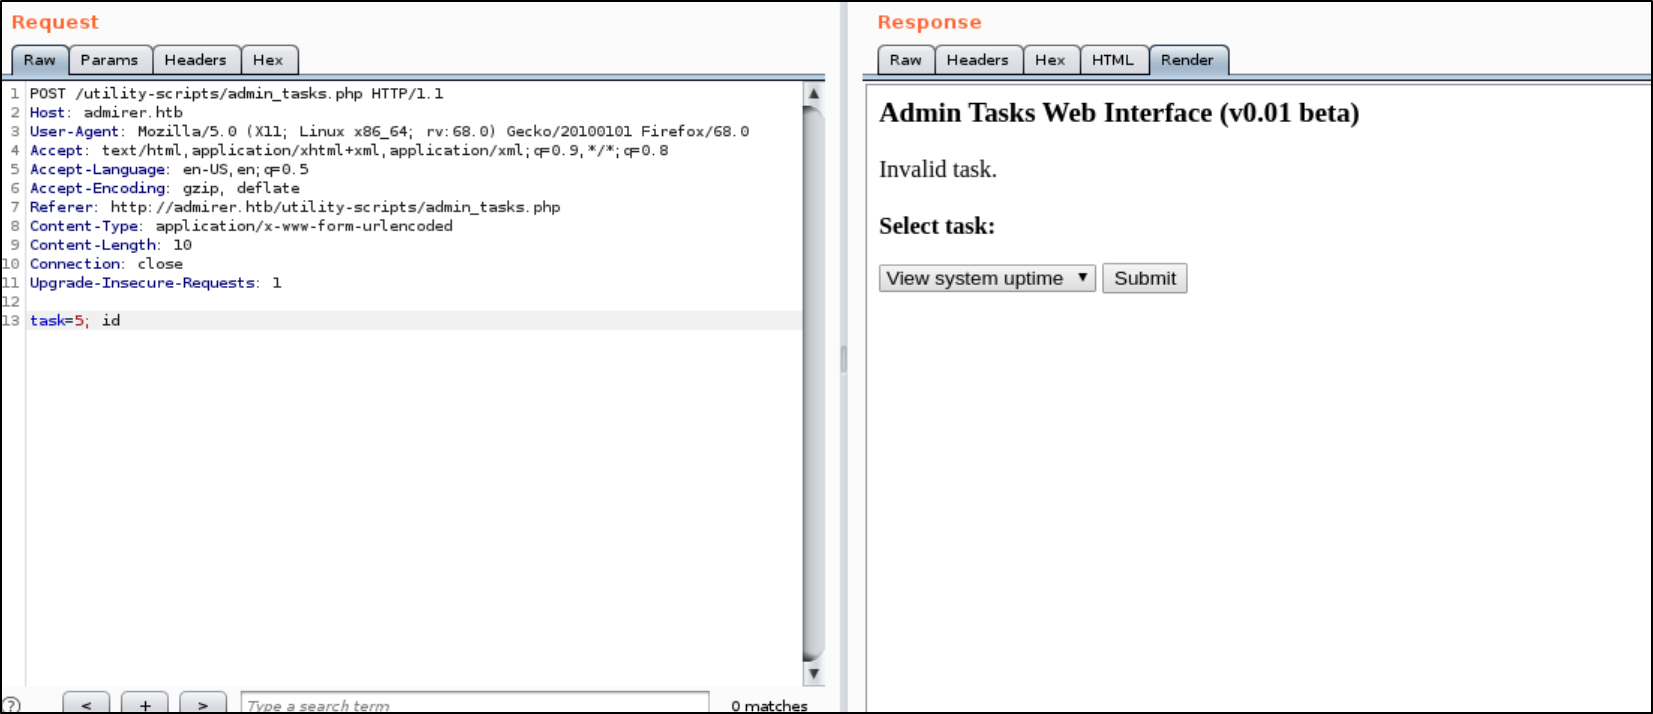 Request
Raw Params Headers Hex
1 POST /utility-scripts/admin_tasks.php HTTP/1.1
2 Host: admirer.htb
3 User-Agent: Mozilla/5.0 (X11; Linux x86_64; rv:68.0) Gecko/20100101 Firefox/68.0
4 Accept: text/html,application/xhtml+xml,application/xml;q=0.9,*/*;q=0.8
5 Accept-Language: en-US,en;q=0.5
6 Accept-Encoding: gzip, deflate
7 Referer: http://admirer.htb/utility-scripts/admin_tasks.php
8 Content-Type: application/x-www-form-urlencoded
9 Content-Length: 10
10 Connection: close
11 Upgrade-Insecure-Requests: 1
12
13 task=5; id
? < + > Type a search term 0 matches
Response
Raw Headers Hex HTML Render
Admin Tasks Web Interface (v0.01 beta)
Invalid task.
Select task:
View system uptime ▼ Submit